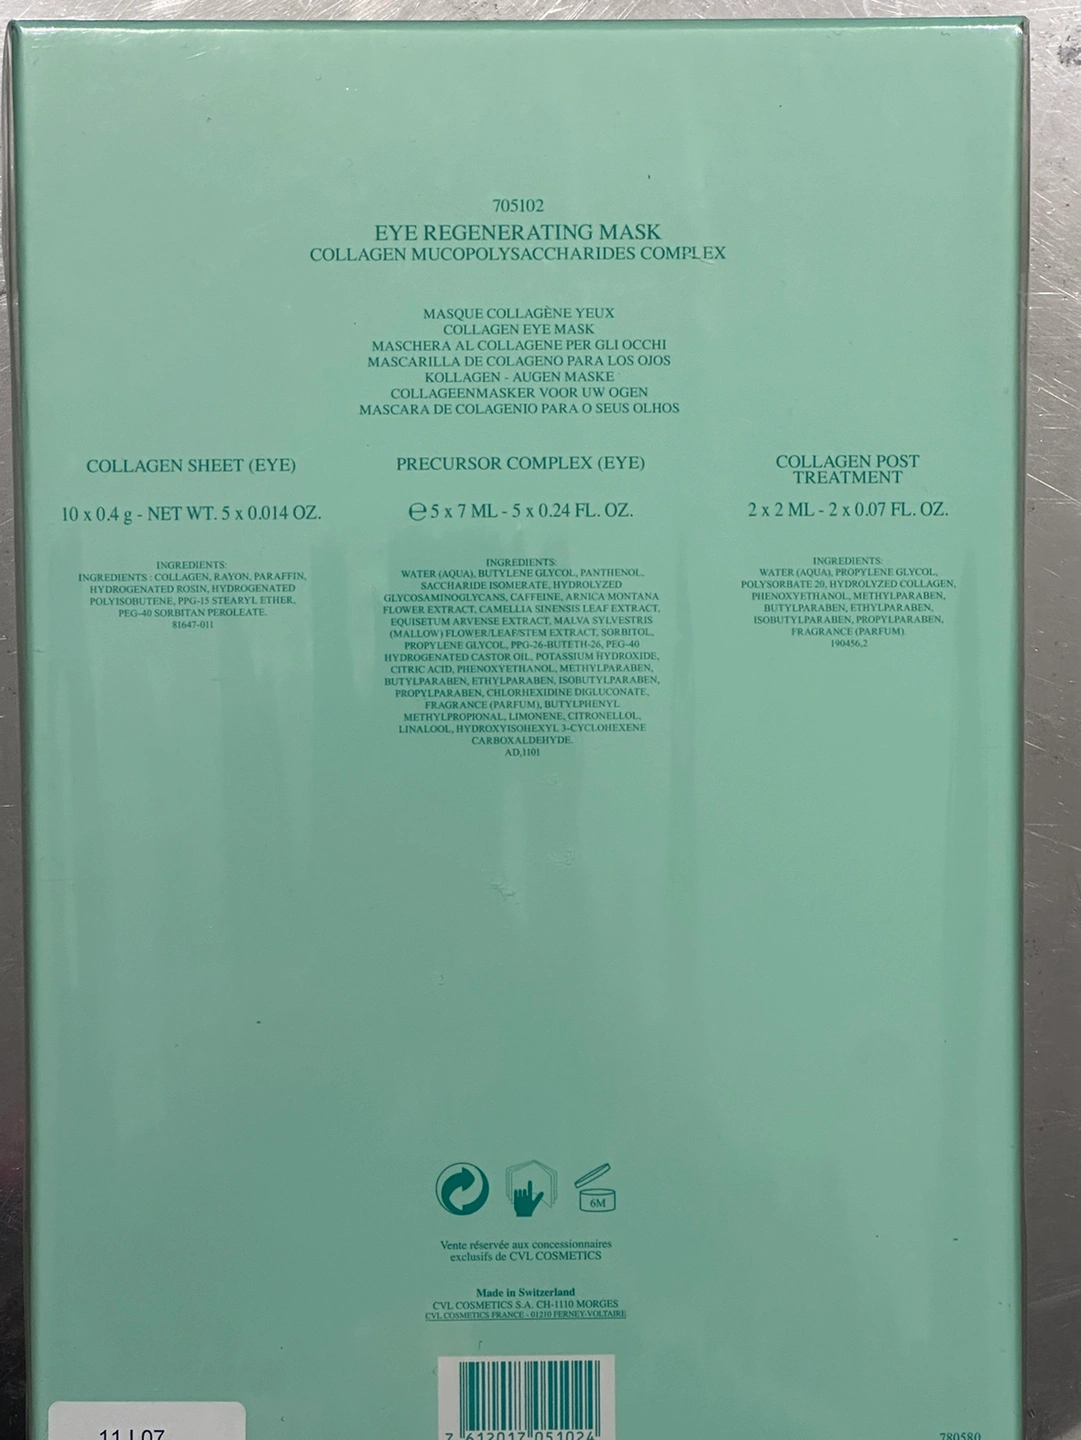 705102
EYE REGENERATING MASK
COLLAGEN MUCOPOLYSACCHARIDES COMPLEX
MASQUE COLLAGÈNE YEUX
COLLAGEN EYE MASK
MASCHERA AL COLLAGENE PER GLI OCCHI
MASCARILLA DE COLAGENO PARA LOS OJOS
KOLLAGEN - AUGEN MASKE
COLLAGEENMASKER VOOR UW OGEN
MASCARA DE COLAGENIO PARA O SEUS OLHOS
COLLAGEN SHEET (EYE)
10 x 0.4 g - NET WT. 5 x 0.014 OZ.
INGREDIENTS:
INGREDIENTS : COLLAGEN, RAYON, PARAFFIN,
HYDROGENATED ROSIN, HYDROGENATED
POLYISOBUTENE, PPG-15 STEARYL ETHER,
PEG-40 SORBITAN PEROLEATE.
81647-011
PRECURSOR COMPLEX (EYE)
℮ 5 x 7 ML - 5 x 0.24 FL. OZ.
INGREDIENTS:
WATER (AQUA), BUTYLENE GLYCOL, PANTHENOL,
SACCHARIDE ISOMERATE, HYDROLYZED
GLYCOSAMINOGLYCANS, CAFFEINE, ARNICA MONTANA
FLOWER EXTRACT, CAMELLIA SINENSIS LEAF EXTRACT,
EQUISETUM ARVENSE EXTRACT, MALVA SYLVESTRIS
(MALLOW) FLOWER/LEAF/STEM EXTRACT, SORBITOL,
PROPYLENE GLYCOL, PPG-26-BUTETH-26, PEG-40
HYDROGENATED CASTOR OIL, POTASSIUM HYDROXIDE,
CITRIC ACID, PHENOXYETHANOL, METHYLPARABEN,
BUTYLPARABEN, ETHYLPARABEN, ISOBUTYLPARABEN,
PROPYLPARABEN, CHLORHEXIDINE DIGLUCONATE,
FRAGRANCE (PARFUM), BUTYLPHENYL
METHYLPROPIONAL, LIMONENE, CITRONELLOL,
LINALOOL, HYDROXYISOHEXYL 3-CYCLOHEXENE
CARBOXALDEHYDE.
AD,1101
COLLAGEN POST
TREATMENT
2 x 2 ML - 2 x 0.07 FL. OZ.
INGREDIENTS:
WATER (AQUA), PROPYLENE GLYCOL,
POLYSORBATE 20, HYDROLYZED COLLAGEN,
PHENOXYETHANOL, METHYLPARABEN,
BUTYLPARABEN, ETHYLPARABEN,
ISOBUTYLPARABEN, PROPYLPARABEN,
FRAGRANCE (PARFUM).
190456,2
6M
Vente réservée aux concessionnaires
exclusifs de CVL COSMETICS
Made in Switzerland
CVL COSMETICS S.A. CH-1110 MORGES
CVL COSMETICS FRANCE - 01210 FERNEY-VOLTAIRE
7 612017 051024
11J07
780580